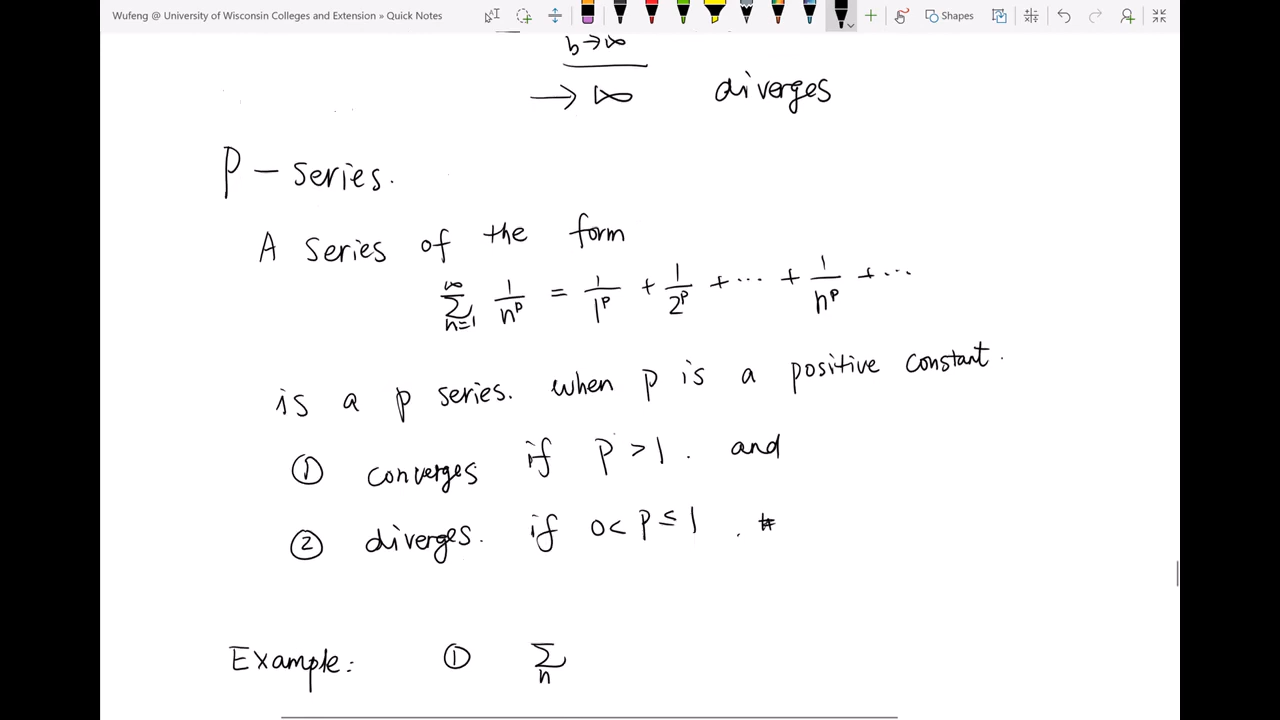 Wufeng @ University of Wisconsin Colleges and Extension » Quick Notes
Shapes
b→∞
→ ∞ diverges
P – series.
A series of the form
∑_{n=1}^{∞} 1/n^p = 1/1^p + 1/2^p + ⋯ + 1/n^p + ⋯
is a p series. when p is a positive constant.
① converges if p > 1. and
② diverges. if 0 < p ≤ 1.
Example: ① ∑_n